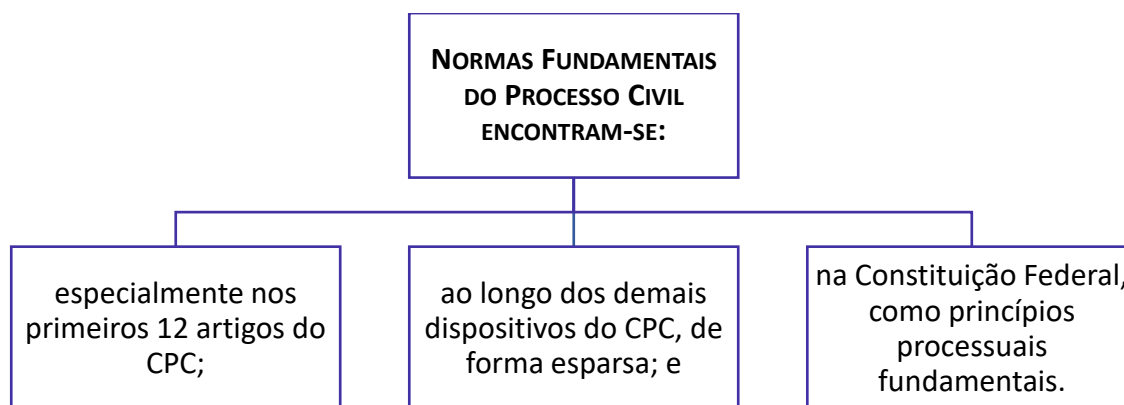 NORMAS FUNDAMENTAIS
DO PROCESSO CIVIL
ENCONTRAM-SE:
especialmente nos
primeiros 12 artigos do
CPC;
ao longo dos demais
dispositivos do CPC, de
forma esparsa; e
na Constituição Federal,
como princípios
processuais
fundamentais.